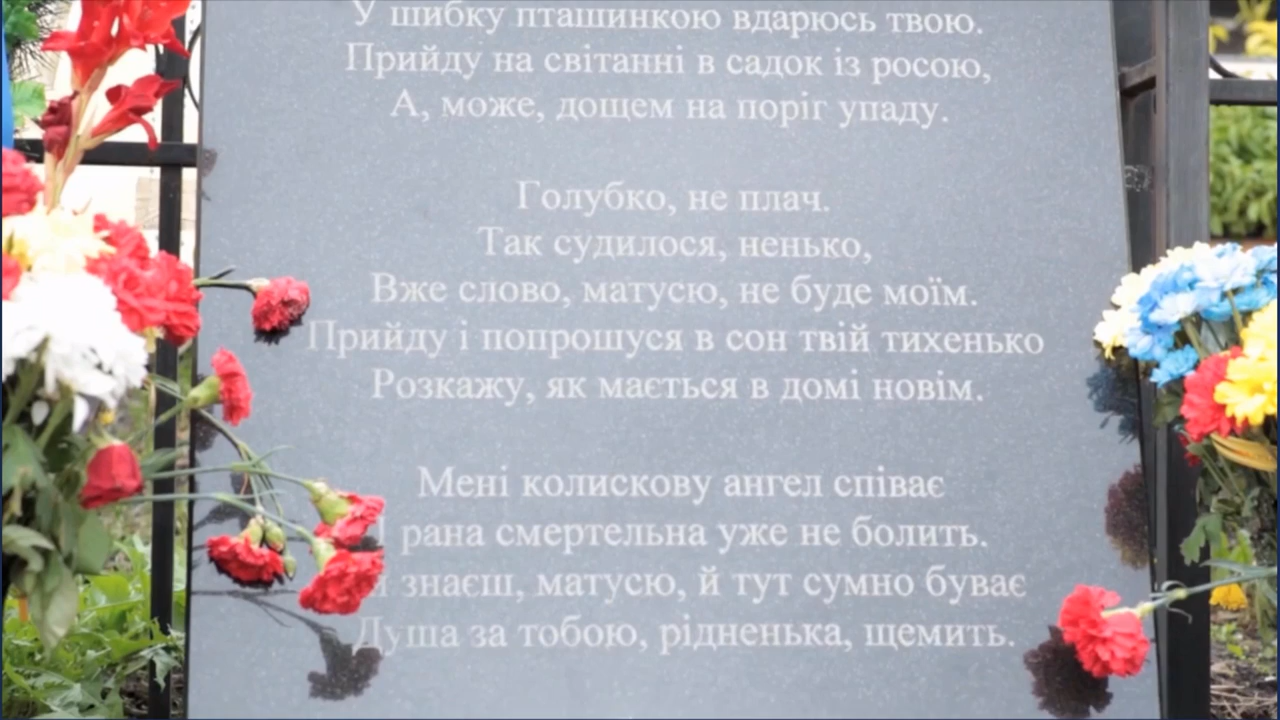 У шибку пташинкою вдарюсь твою.
Прийду на світанні в садок із росою,
А, може, дощем на поріг упаду.
Голубко, не плач.
Так судилося, ненько,
Вже слово, матусю, не буде моїм.
Прийду і попрошуся в сон твій тихенько
Розкажу, як мається в домі новім.
Мені колискову ангел співає
І рана смертельна уже не болить.
знаєш, матусю, й тут сумно буває
Душа за тобою, рідненька, щемить.